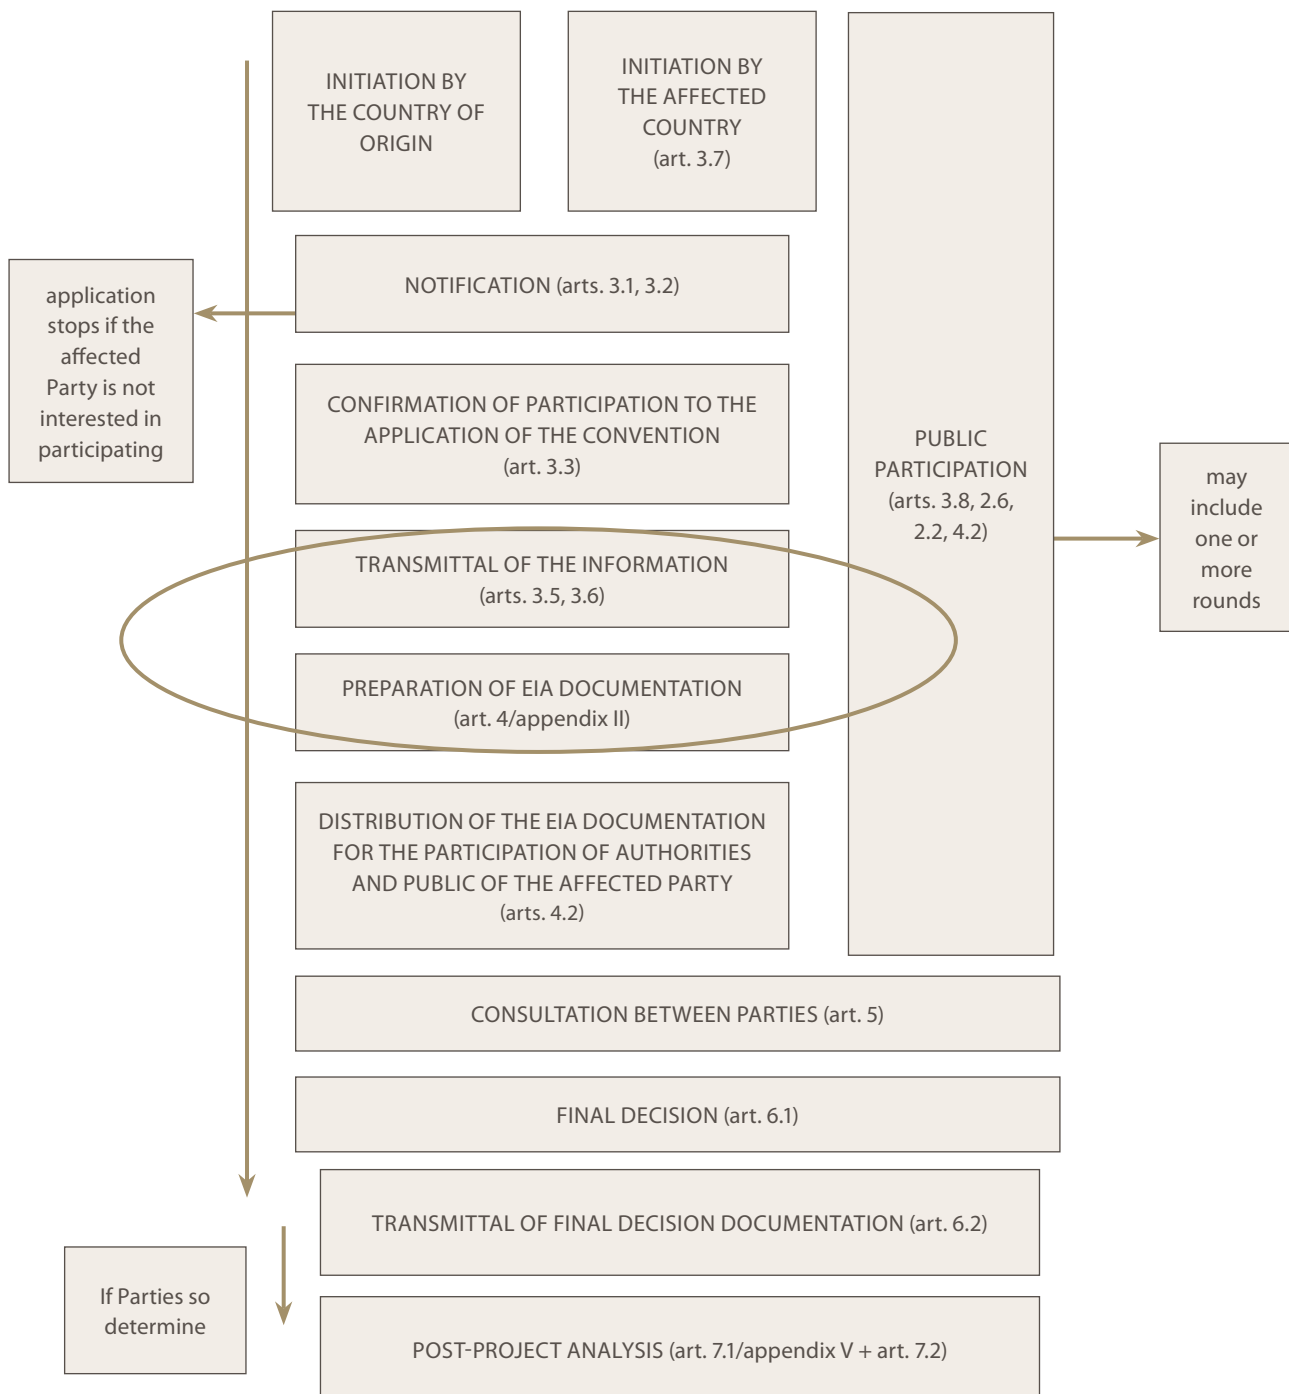 INITIATION BY
THE COUNTRY OF
ORIGIN
INITIATION BY
THE AFFECTED
COUNTRY
(art. 3.7)
NOTIFICATION (arts. 3.1, 3.2)
application
stops if the
affected
Party is not
interested in
participating
CONFIRMATION OF PARTICIPATION TO THE
APPLICATION OF THE CONVENTION
(art. 3.3)
PUBLIC
PARTICIPATION
(arts. 3.8, 2.6,
2.2, 4.2)
may
include
one or
more
rounds
TRANSMITTAL OF THE INFORMATION
(arts. 3.5, 3.6)
PREPARATION OF EIA DOCUMENTATION
(art. 4/appendix II)
DISTRIBUTION OF THE EIA DOCUMENTATION
FOR THE PARTICIPATION OF AUTHORITIES
AND PUBLIC OF THE AFFECTED PARTY
(arts. 4.2)
CONSULTATION BETWEEN PARTIES (art. 5)
FINAL DECISION (art. 6.1)
TRANSMITTAL OF FINAL DECISION DOCUMENTATION (art. 6.2)
If Parties so
determine
POST-PROJECT ANALYSIS (art. 7.1/appendix V + art. 7.2)